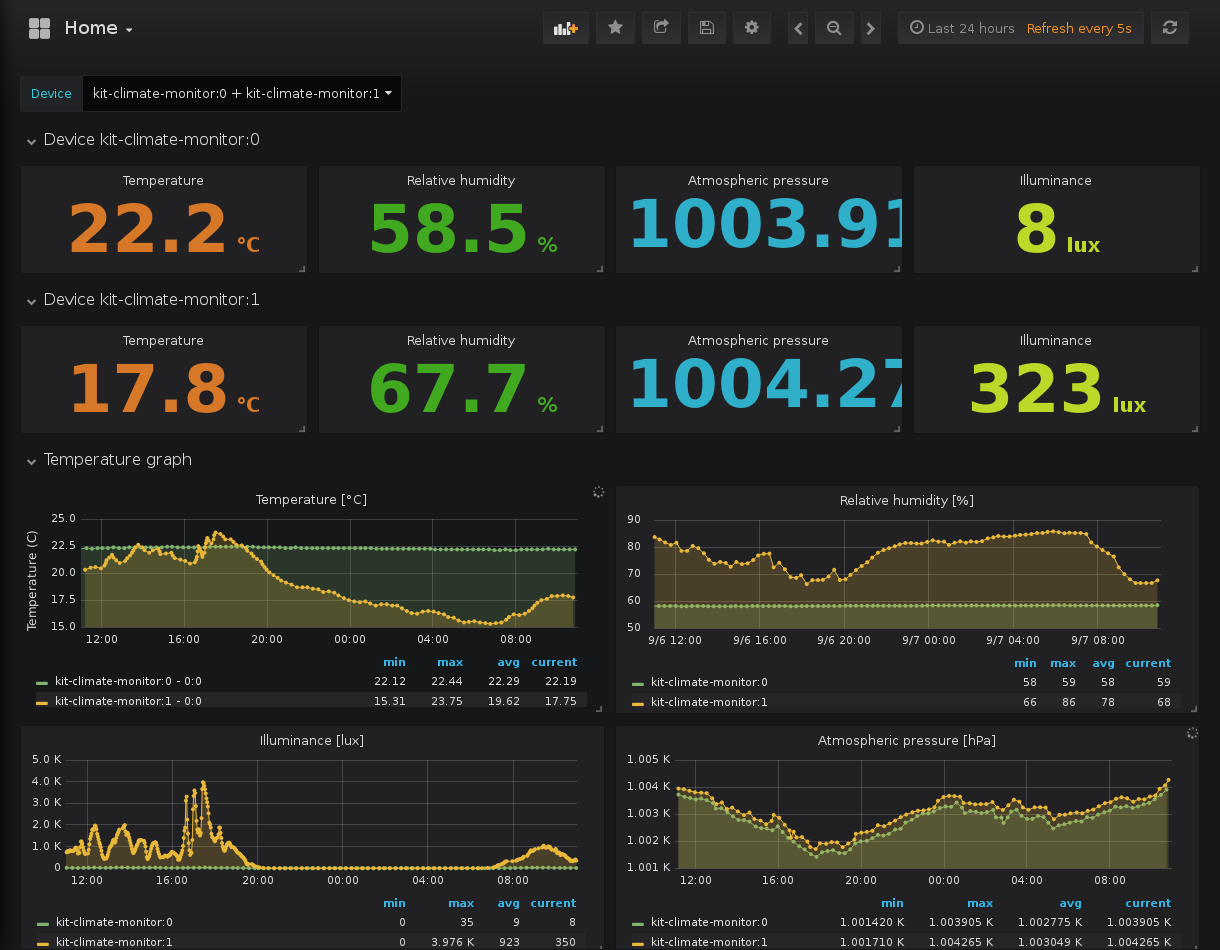 Home
Last 24 hours Refresh every 5s
Device kit-climate-monitor:0 + kit-climate-monitor:1
Device kit-climate-monitor:0
Temperature Relative humidity Atmospheric pressure Illuminance
22.2 °C 58.5 % 1003.91 8 lux
Device kit-climate-monitor:1
Temperature Relative humidity Atmospheric pressure Illuminance
17.8 °C 67.7 % 1004.27 323 lux
Temperature graph
Temperature [°C]
Temperature (C)
25.0
22.5
20.0
17.5
15.0
12:00 16:00 20:00 00:00 04:00 08:00
min max avg current
kit-climate-monitor:0 - 0:0 22.12 22.44 22.29 22.19
kit-climate-monitor:1 - 0:0 15.31 23.75 19.62 17.75
Relative humidity [%]
90
80
70
60
50
9/6 12:00 9/6 16:00 9/6 20:00 9/7 00:00 9/7 04:00 9/7 08:00
min max avg current
kit-climate-monitor:0 58 59 58 59
kit-climate-monitor:1 66 86 78 68
Illuminance [lux]
5.0 K
4.0 K
3.0 K
2.0 K
1.0 K
0
12:00 16:00 20:00 00:00 04:00 08:00
min max avg current
kit-climate-monitor:0 0 35 9 8
kit-climate-monitor:1 0 3.976 K 923 350
Atmospheric pressure [hPa]
1.005 K
1.004 K
1.003 K
1.002 K
1.001 K
12:00 16:00 20:00 00:00 04:00 08:00
min max avg current
kit-climate-monitor:0 1.001420 K 1.003905 K 1.002775 K 1.003905 K
kit-climate-monitor:1 1.001710 K 1.004265 K 1.003049 K 1.004265 K